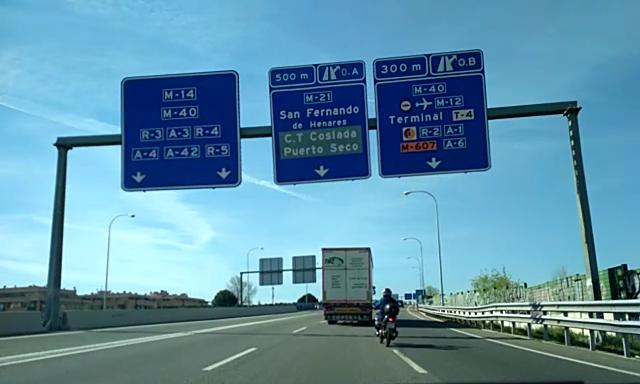 M-14
M-40
R-3 A-3 R-4
A-4 A-42 R-5
500 m 0.A
M-21
San Fernando
de Henares
C.T Coslada
Puerto Seco
300 m 0.B
M-40
M-12
Terminal T-4
R-2 A-1
M-607 A-6